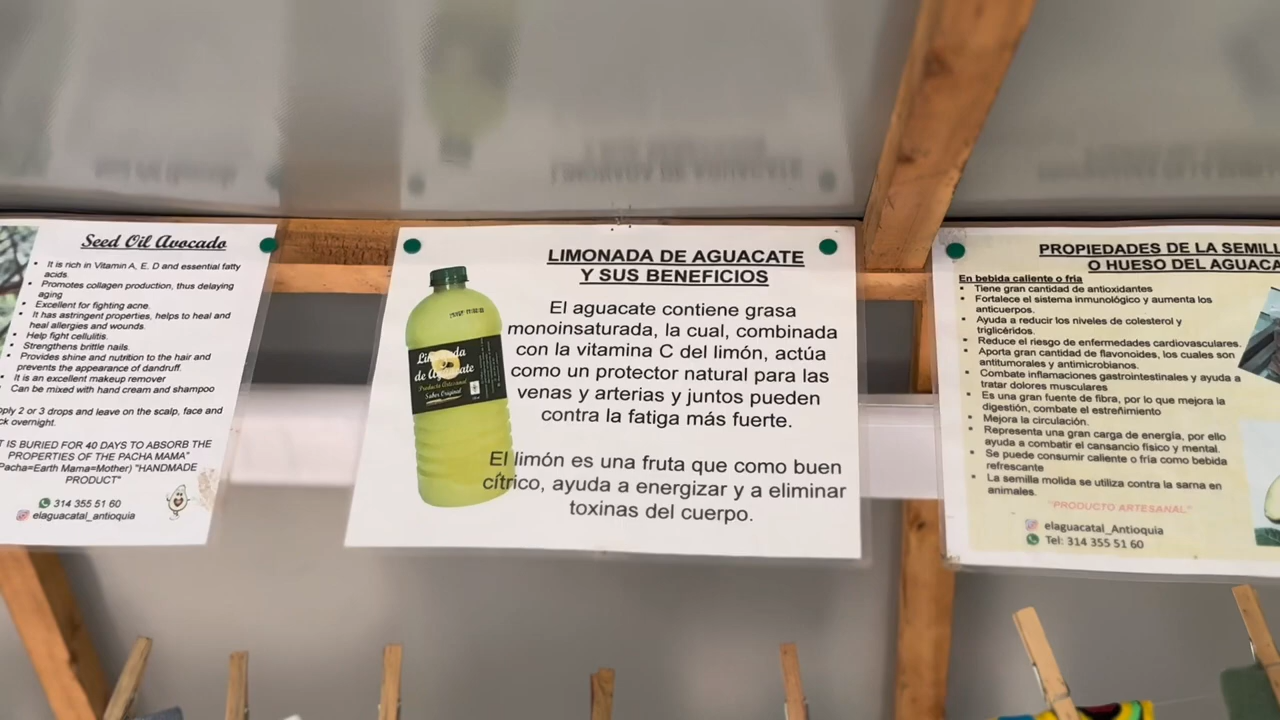 Seed Oil Avocado
It is rich in Vitamin A, E, D and essential fatty
acids.
Promotes collagen production, thus delaying
aging
Excellent for fighting acne.
It has astringent properties, helps to heal and
heal allergies and wounds.
Help fight cellulitis.
Strengthens brittle nails.
Provides shine and nutrition to the hair and
prevents the appearance of dandruff.
It is an excellent makeup remover
Can be mixed with hand cream and shampoo
2 or 3 drops and leave on the scalp, face and
overnight.
IS BURIED FOR 40 DAYS TO ABSORB THE
PROPERTIES OF THE PACHA MAMA"
Pacha=Earth Mama=Mother) "HANDMADE
PRODUCT"
314 355 51 60
elaguacatal_antioquia
LIMONADA DE AGUACATE
Y SUS BENEFICIOS
El aguacate contiene grasa
monoinsaturada, la cual, combinada
con la vitamina C del limón, actúa
como un protector natural para las
venas y arterias y juntos pueden
contra la fatiga más fuerte.
El limón es una fruta que como buen
cítrico, ayuda a energizar y a eliminar
toxinas del cuerpo.
Limonada
de Aguacate
Producto Artesanal
Sabor Original
PROPIEDADES DE LA SEMILL
O HUESO DEL AGUACA
En bebida caliente o fria
Tiene gran cantidad de antioxidantes
Fortalece el sistema inmunológico y aumenta los
anticuerpos.
Ayuda a reducir los niveles de colesterol y
triglicéridos.
Reduce el riesgo de enfermedades cardiovasculares.
Aporta gran cantidad de flavonoides, los cuales son
antitumorales y antimicrobianos.
Combate inflamaciones gastrointestinales y ayuda a
tratar dolores musculares
Es una gran fuente de fibra, por lo que mejora la
digestión, combate el estreñimiento
Mejora la circulación.
Representa una gran carga de energía, por ello
ayuda a combatir el cansancio físico y mental.
Se puede consumir caliente o fría como bebida
refrescante
La semilla molida se utiliza contra la sarna en
animales.
"PRODUCTO ARTESANAL"
elaguacatal_Antioquia
Tel: 314 355 51 60